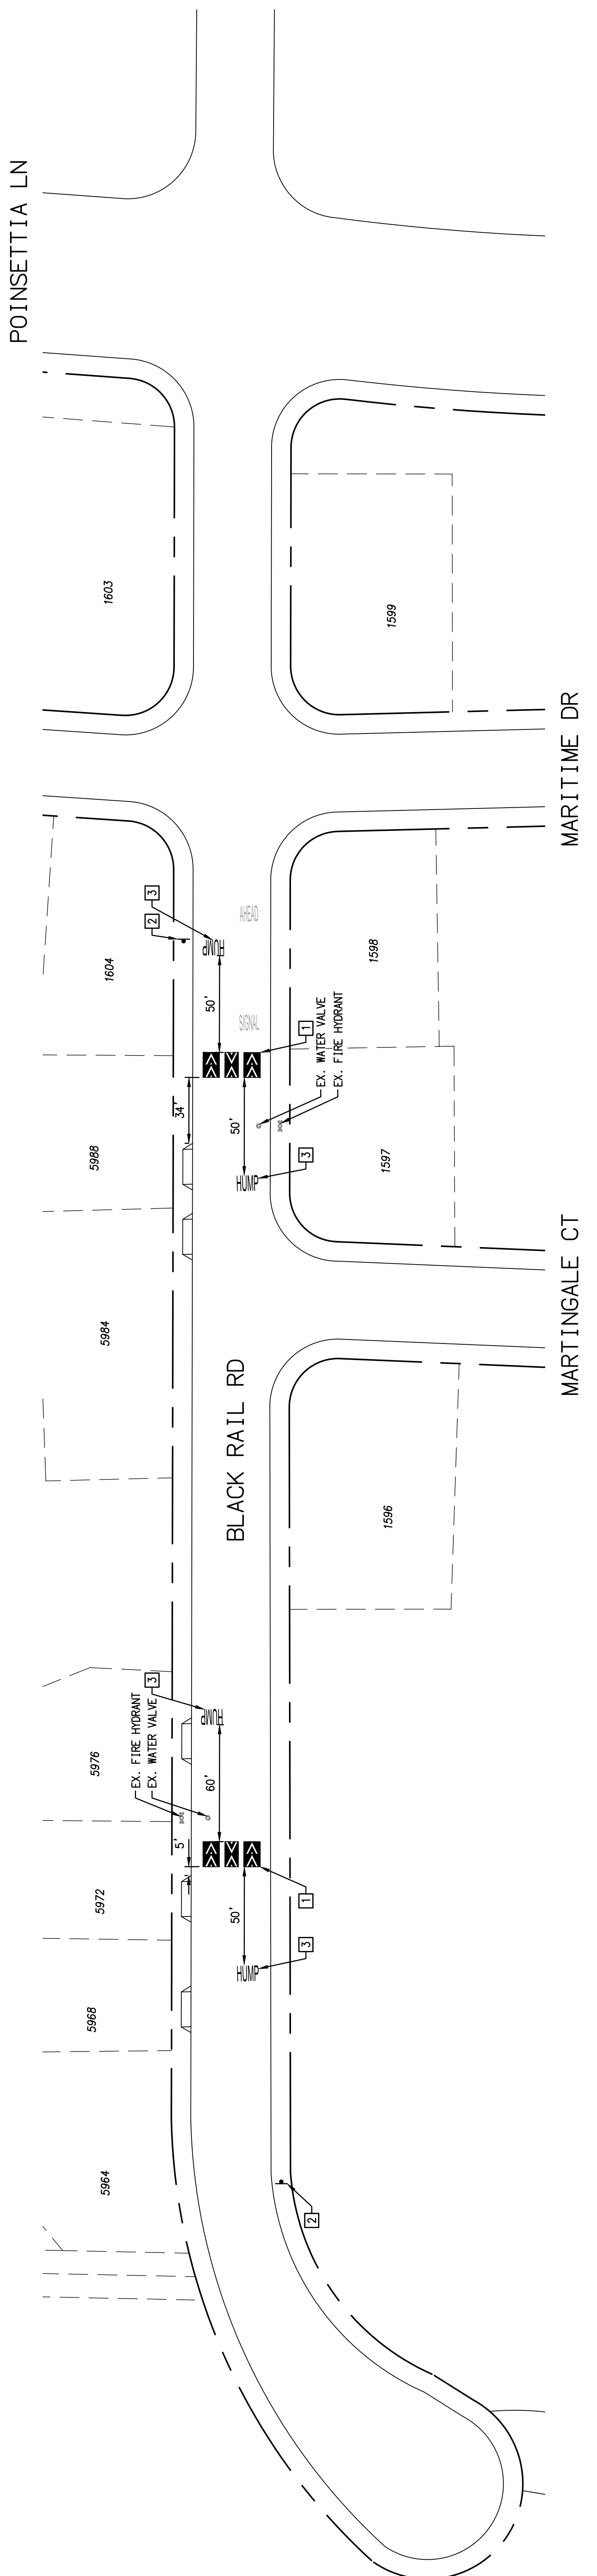 POINSETTIA LN
1603
1599
MARITIME DR
3
2
1604
HUMP
AHEAD
1598
50'
SIGNAL
1
EX. WATER VALVE
EX. FIRE HYDRANT
34'
50'
5988
1597
HUMP
3
5984
MARTINGALE CT
BLACK RAIL RD
1596
3
EX. FIRE HYDRANT
EX. WATER VALVE
HUMP
5976
60'
5'
5972
50'
1
3
HUMP
5968
5964
2